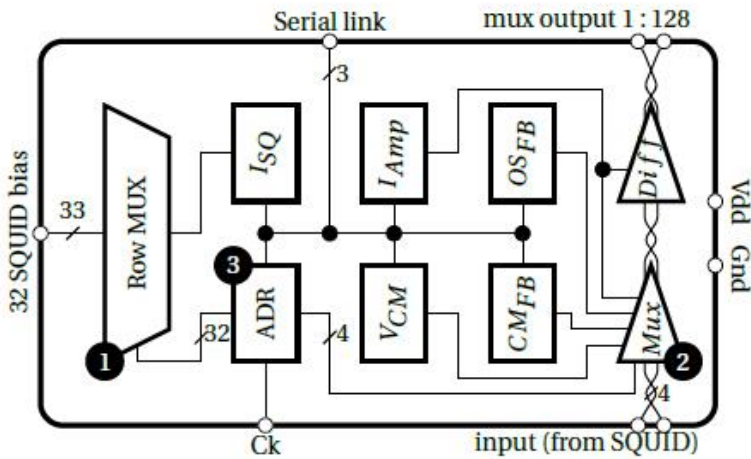 Serial link
mux output 1 : 128
3
I_SQ
I_Amp
OS_FB
Diff
32 SQUID bias
33
Row MUX
Vdd
Gnd
3
ADR
V_CM
CM_FB
Mux
32
4
1
2
4
Ck
input (from SQUID)